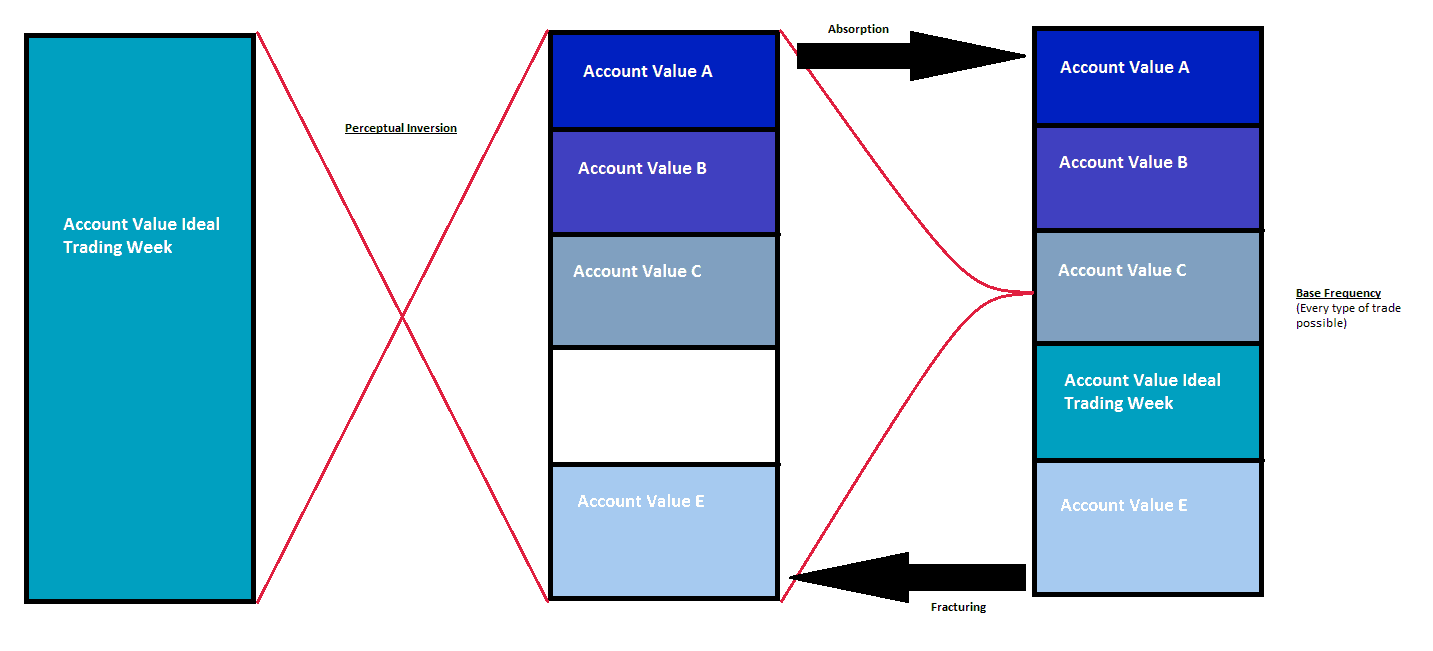 Account Value Ideal
Trading Week
Perceptual Inversion
Account Value A
Account Value B
Account Value C
Account Value E
Absorption
Fracturing
Account Value A
Account Value B
Account Value C
Account Value Ideal
Trading Week
Account Value E
Base Frequency
(Every type of trade
possible)